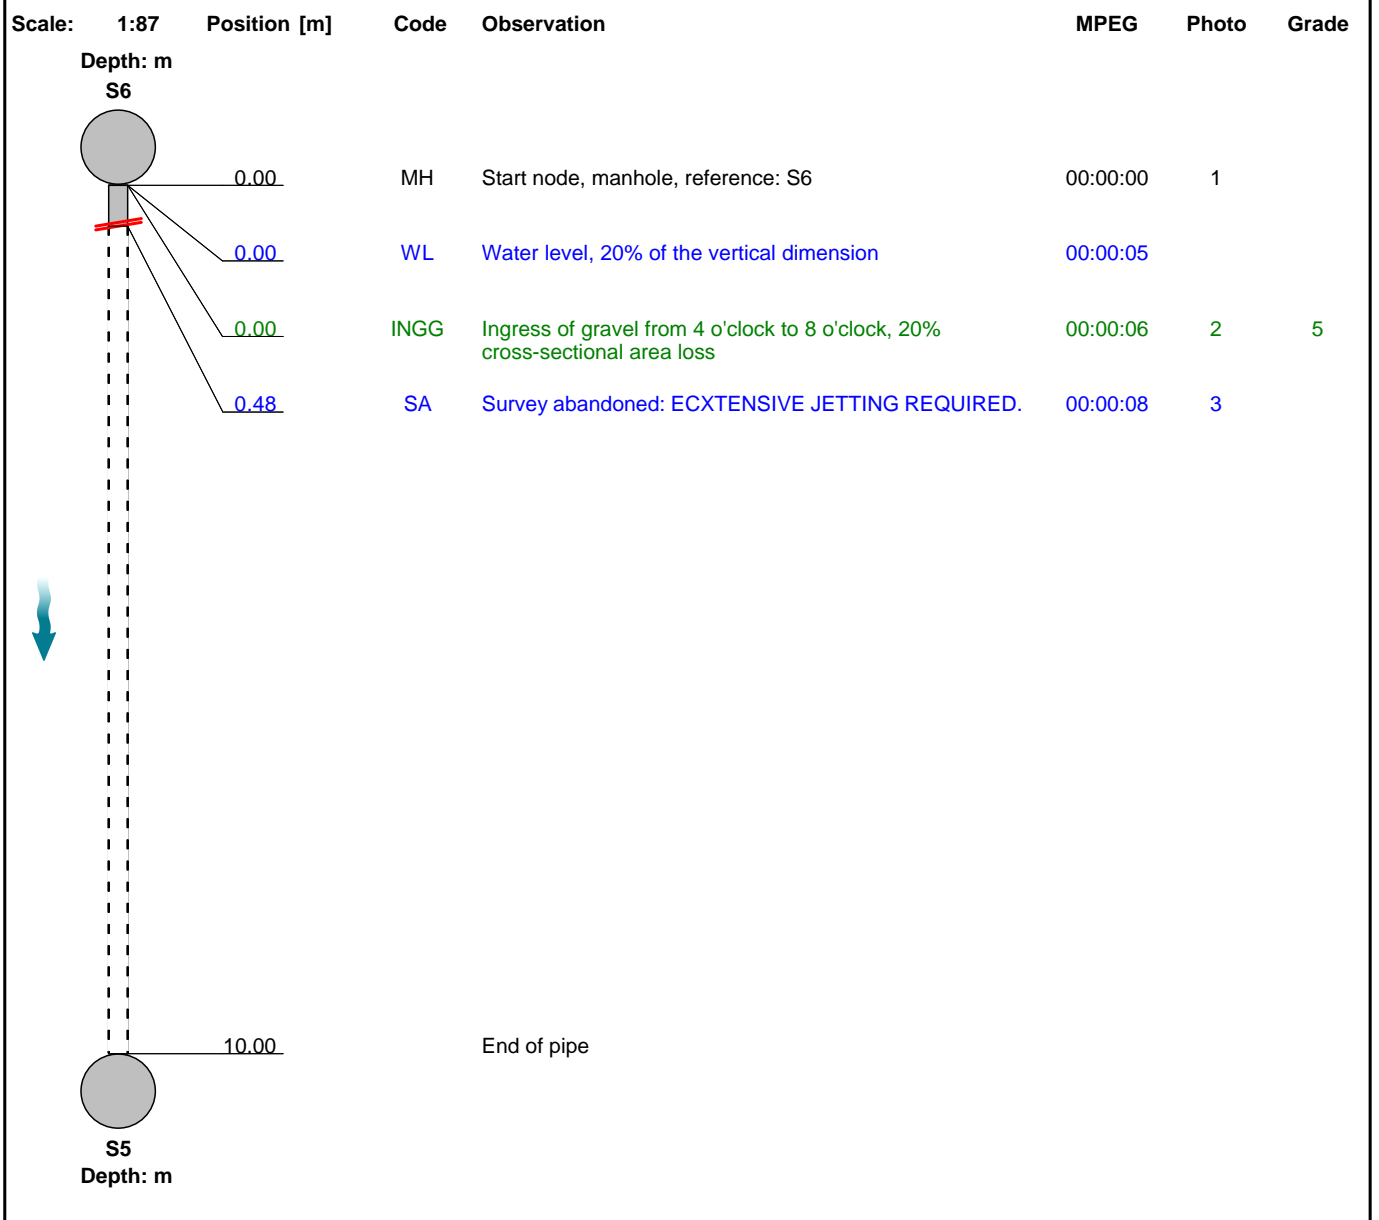 Scale: 1:87 Position [m] Code Observation MPEG Photo Grade
Depth: m
S6
0.00 MH Start node, manhole, reference: S6 00:00:00 1
0.00 WL Water level, 20% of the vertical dimension 00:00:05
0.00 INGG Ingress of gravel from 4 o'clock to 8 o'clock, 20% 00:00:06 2 5
cross-sectional area loss
0.48 SA Survey abandoned: ECXTENSIVE JETTING REQUIRED. 00:00:08 3
10.00 End of pipe
S5
Depth: m